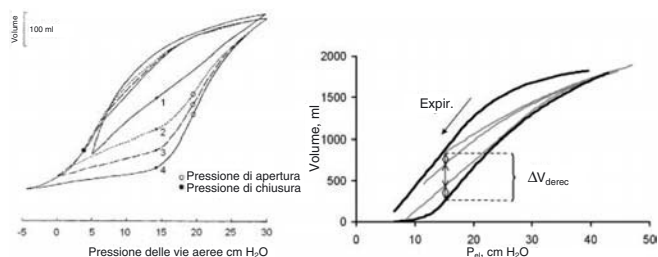 Volume
100 ml
1
2
3
4
Pressione di apertura
Pressione di chiusura
-5 0 5 10 15 20 25 30
Pressione delle vie aeree cm H₂O
Volume, ml
2000
1500
1000
500
0
Expir.
ΔVderec
0 10 20 30 40 50
Pel, cm H₂O